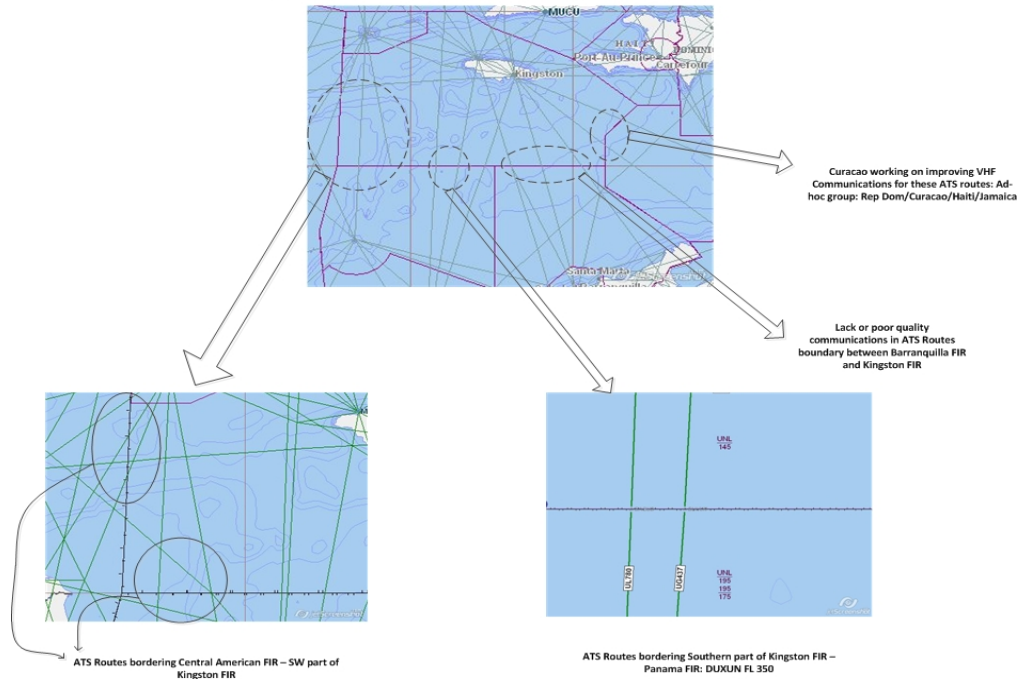 MUCU
HAITI
Port-Au-Prince
Carrefour
Kingston
Santa Marta
Curacao working on improving VHF
Communications for these ATS routes: Ad-
hoc group: Rep Dom/Curacao/Haiti/Jamaica
Lack or poor quality
communications in ATS Routes
boundary between Barranquilla FIR
and Kingston FIR
UNL
145
UL780
UG437
UNL
195
195
175
ATS Routes bordering Central American FIR – SW part of
Kingston FIR
ATS Routes bordering Southern part of Kingston FIR –
Panama FIR: DUXUN FL 350